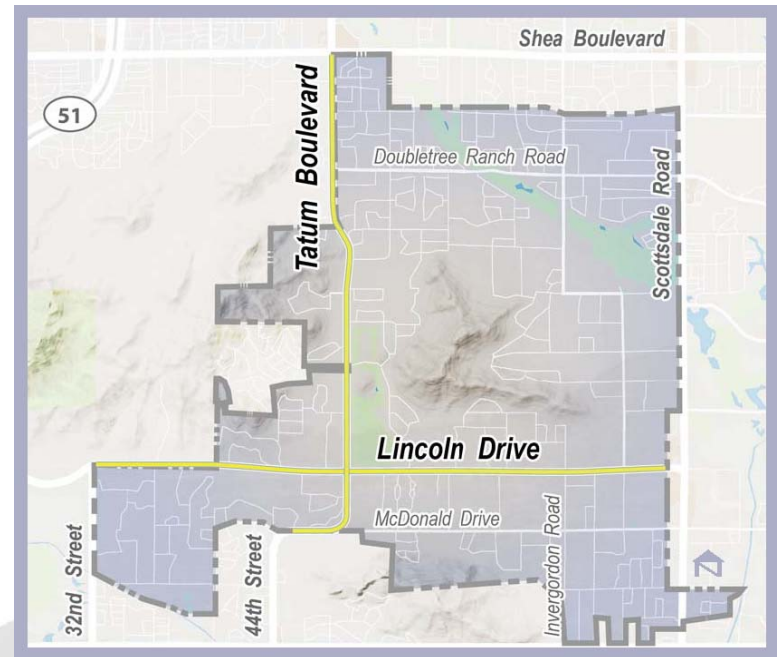 Shea Boulevard
51
Tatum Boulevard
Doubletree Ranch Road
Scottsdale Road
Lincoln Drive
McDonald Drive
Invergordon Road
32nd Street
44th Street
N